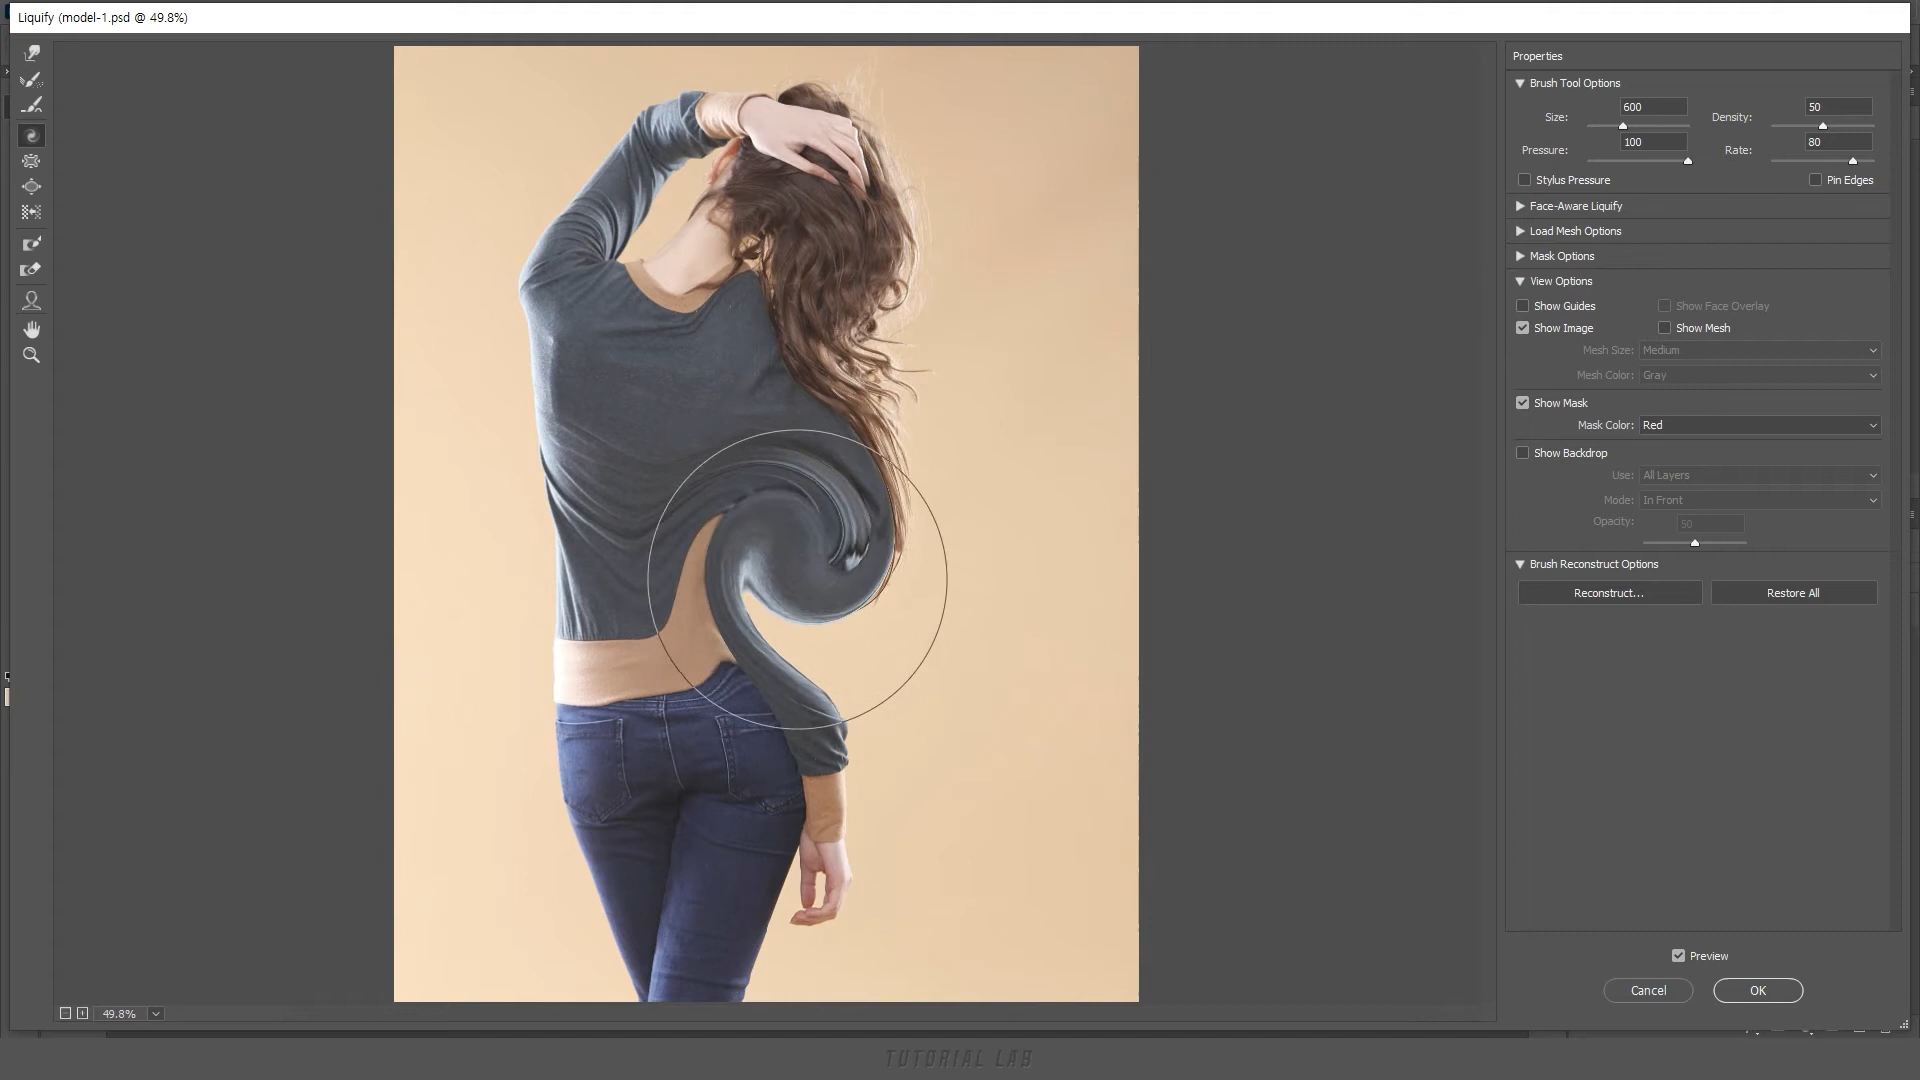 Liquify (model-1.psd @ 49.8%)
Properties
Brush Tool Options
Size: 600 Density: 50
Pressure: 100 Rate: 80
Stylus Pressure Pin Edges
Face-Aware Liquify
Load Mesh Options
Mask Options
View Options
Show Guides Show Face Overlay
Show Image Show Mesh
Mesh Size: Medium
Mesh Color: Gray
Show Mask
Mask Color: Red
Show Backdrop
Use: All Layers
Mode: In Front
Opacity: 50
Brush Reconstruct Options
Reconstruct... Restore All
Preview
Cancel OK
49.8%
TUTORIAL LAB